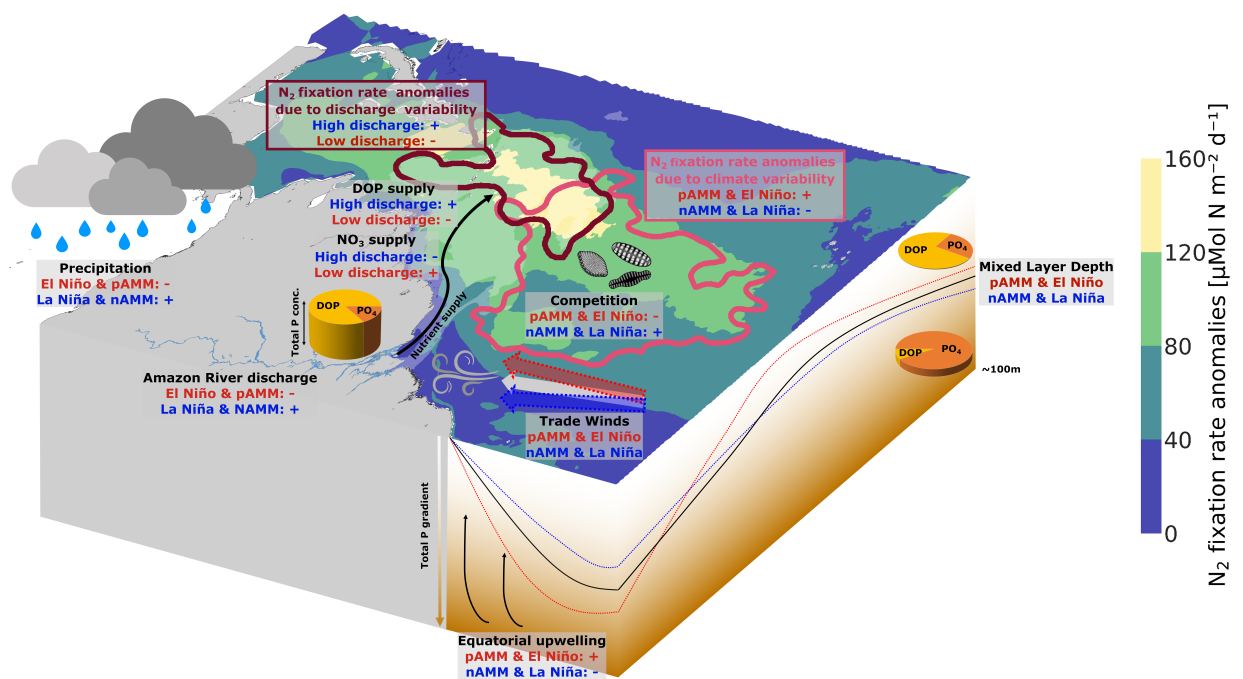 N₂ fixation rate anomalies
due to discharge variability
High discharge: +
Low discharge: -
N₂ fixation rate anomalies
due to climate variability
pAMM & El Niño: +
nAMM & La Niña: -
DOP supply
High discharge: +
Low discharge: -
NO₃ supply
High discharge: -
Low discharge: +
Precipitation
El Niño & pAMM: -
La Niña & nAMM: +
Total P conc.
DOP
PO₄
Nutrient supply
Competition
pAMM & El Niño: -
nAMM & La Niña: +
DOP
PO₄
Mixed Layer Depth
pAMM & El Niño
nAMM & La Niña
DOP
PO₄
~100m
Amazon River discharge
El Niño & pAMM: -
La Niña & NAMM: +
Trade Winds
pAMM & El Niño
nAMM & La Niña
Total P gradient
Equatorial upwelling
pAMM & El Niño: +
nAMM & La Niña: -
160
120
80
40
0
N₂ fixation rate anomalies [µMol N m⁻² d⁻¹]